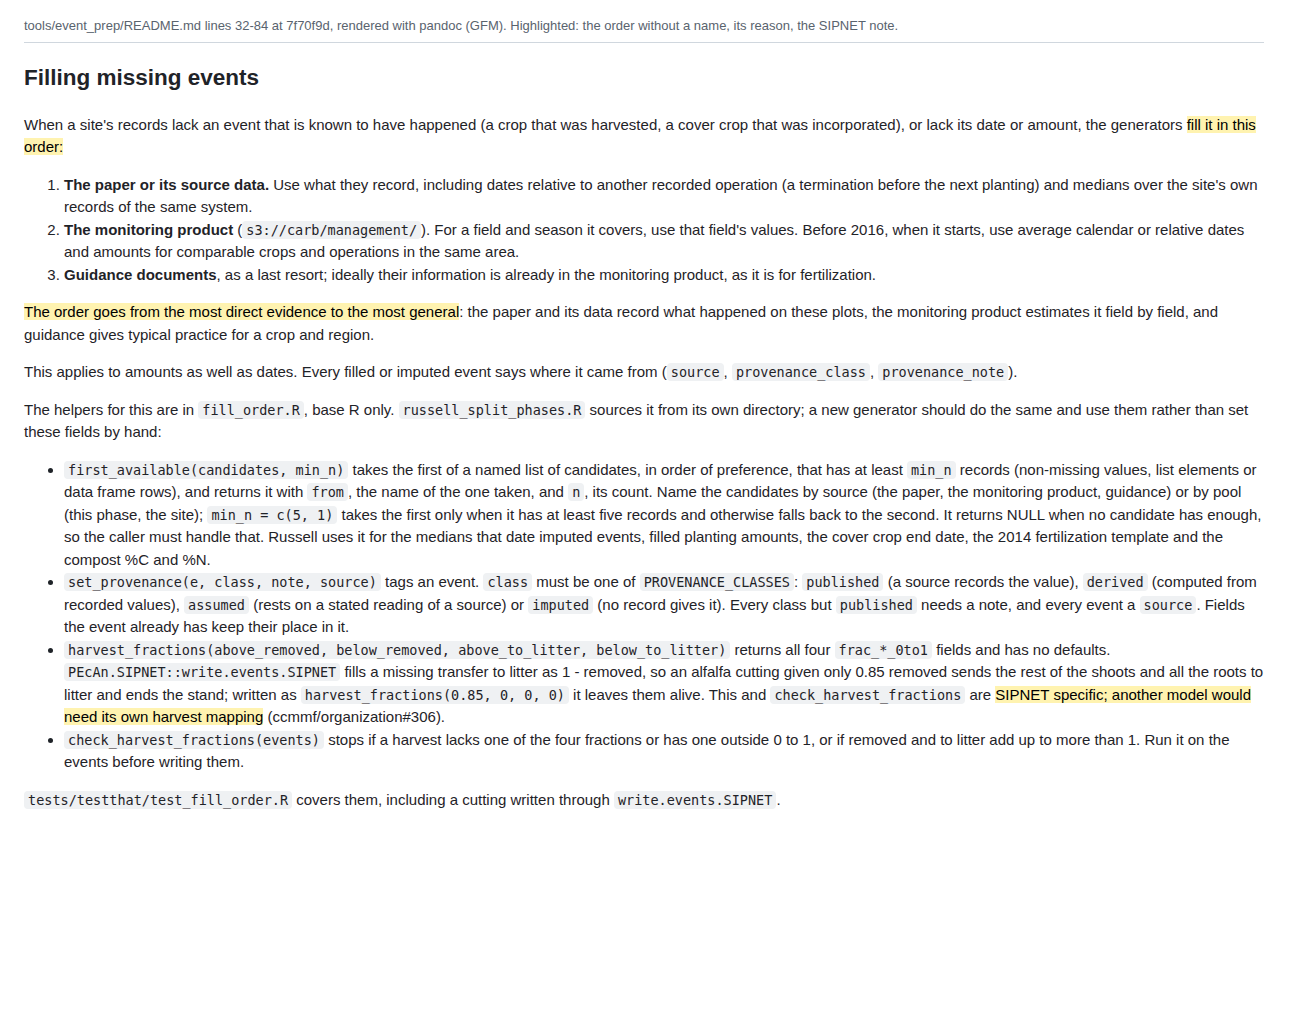 tools/event_prep/README.md lines 32-84 at 7f70f9d, rendered with pandoc (GFM). Highlighted: the order without a name, its reason, the SIPNET note.
Filling missing events
When a site's records lack an event that is known to have happened (a crop that was harvested, a cover crop that was incorporated), or lack its date or amount, the generators fill it in this
order:
1. The paper or its source data. Use what they record, including dates relative to another recorded operation (a termination before the next planting) and medians over the site's own
records of the same system.
2. The monitoring product (s3://carb/management/). For a field and season it covers, use that field's values. Before 2016, when it starts, use average calendar or relative dates
and amounts for comparable crops and operations in the same area.
3. Guidance documents, as a last resort; ideally their information is already in the monitoring product, as it is for fertilization.
The order goes from the most direct evidence to the most general: the paper and its data record what happened on these plots, the monitoring product estimates it field by field, and
guidance gives typical practice for a crop and region.
This applies to amounts as well as dates. Every filled or imputed event says where it came from (source, provenance_class, provenance_note).
The helpers for this are in fill_order.R, base R only. russell_split_phases.R sources it from its own directory; a new generator should do the same and use them rather than set
these fields by hand:
• first_available(candidates, min_n) takes the first of a named list of candidates, in order of preference, that has at least min_n records (non-missing values, list elements or
data frame rows), and returns it with from, the name of the one taken, and n, its count. Name the candidates by source (the paper, the monitoring product, guidance) or by pool
(this phase, the site); min_n = c(5, 1) takes the first only when it has at least five records and otherwise falls back to the second. It returns NULL when no candidate has enough,
so the caller must handle that. Russell uses it for the medians that date imputed events, filled planting amounts, the cover crop end date, the 2014 fertilization template and the
compost %C and %N.
• set_provenance(e, class, note, source) tags an event. class must be one of PROVENANCE_CLASSES: published (a source records the value), derived (computed from
recorded values), assumed (rests on a stated reading of a source) or imputed (no record gives it). Every class but published needs a note, and every event a source. Fields
the event already has keep their place in it.
• harvest_fractions(above_removed, below_removed, above_to_litter, below_to_litter) returns all four frac_*_0to1 fields and has no defaults.
PEcAn.SIPNET::write.events.SIPNET fills a missing transfer to litter as 1 - removed, so an alfalfa cutting given only 0.85 removed sends the rest of the shoots and all the roots to
litter and ends the stand; written as harvest_fractions(0.85, 0, 0, 0) it leaves them alive. This and check_harvest_fractions are SIPNET specific; another model would
need its own harvest mapping (ccmmf/organization#306).
• check_harvest_fractions(events) stops if a harvest lacks one of the four fractions or has one outside 0 to 1, or if removed and to litter add up to more than 1. Run it on the
events before writing them.
tests/testthat/test_fill_order.R covers them, including a cutting written through write.events.SIPNET.